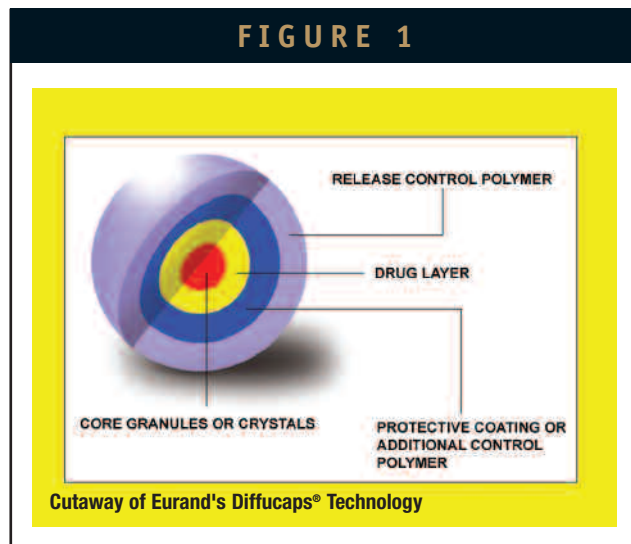 FIGURE 1
RELEASE CONTROL POLYMER
DRUG LAYER
CORE GRANULES OR CRYSTALS
PROTECTIVE COATING OR
ADDITIONAL CONTROL
POLYMER
Cutaway of Eurand's Diffucaps® Technology